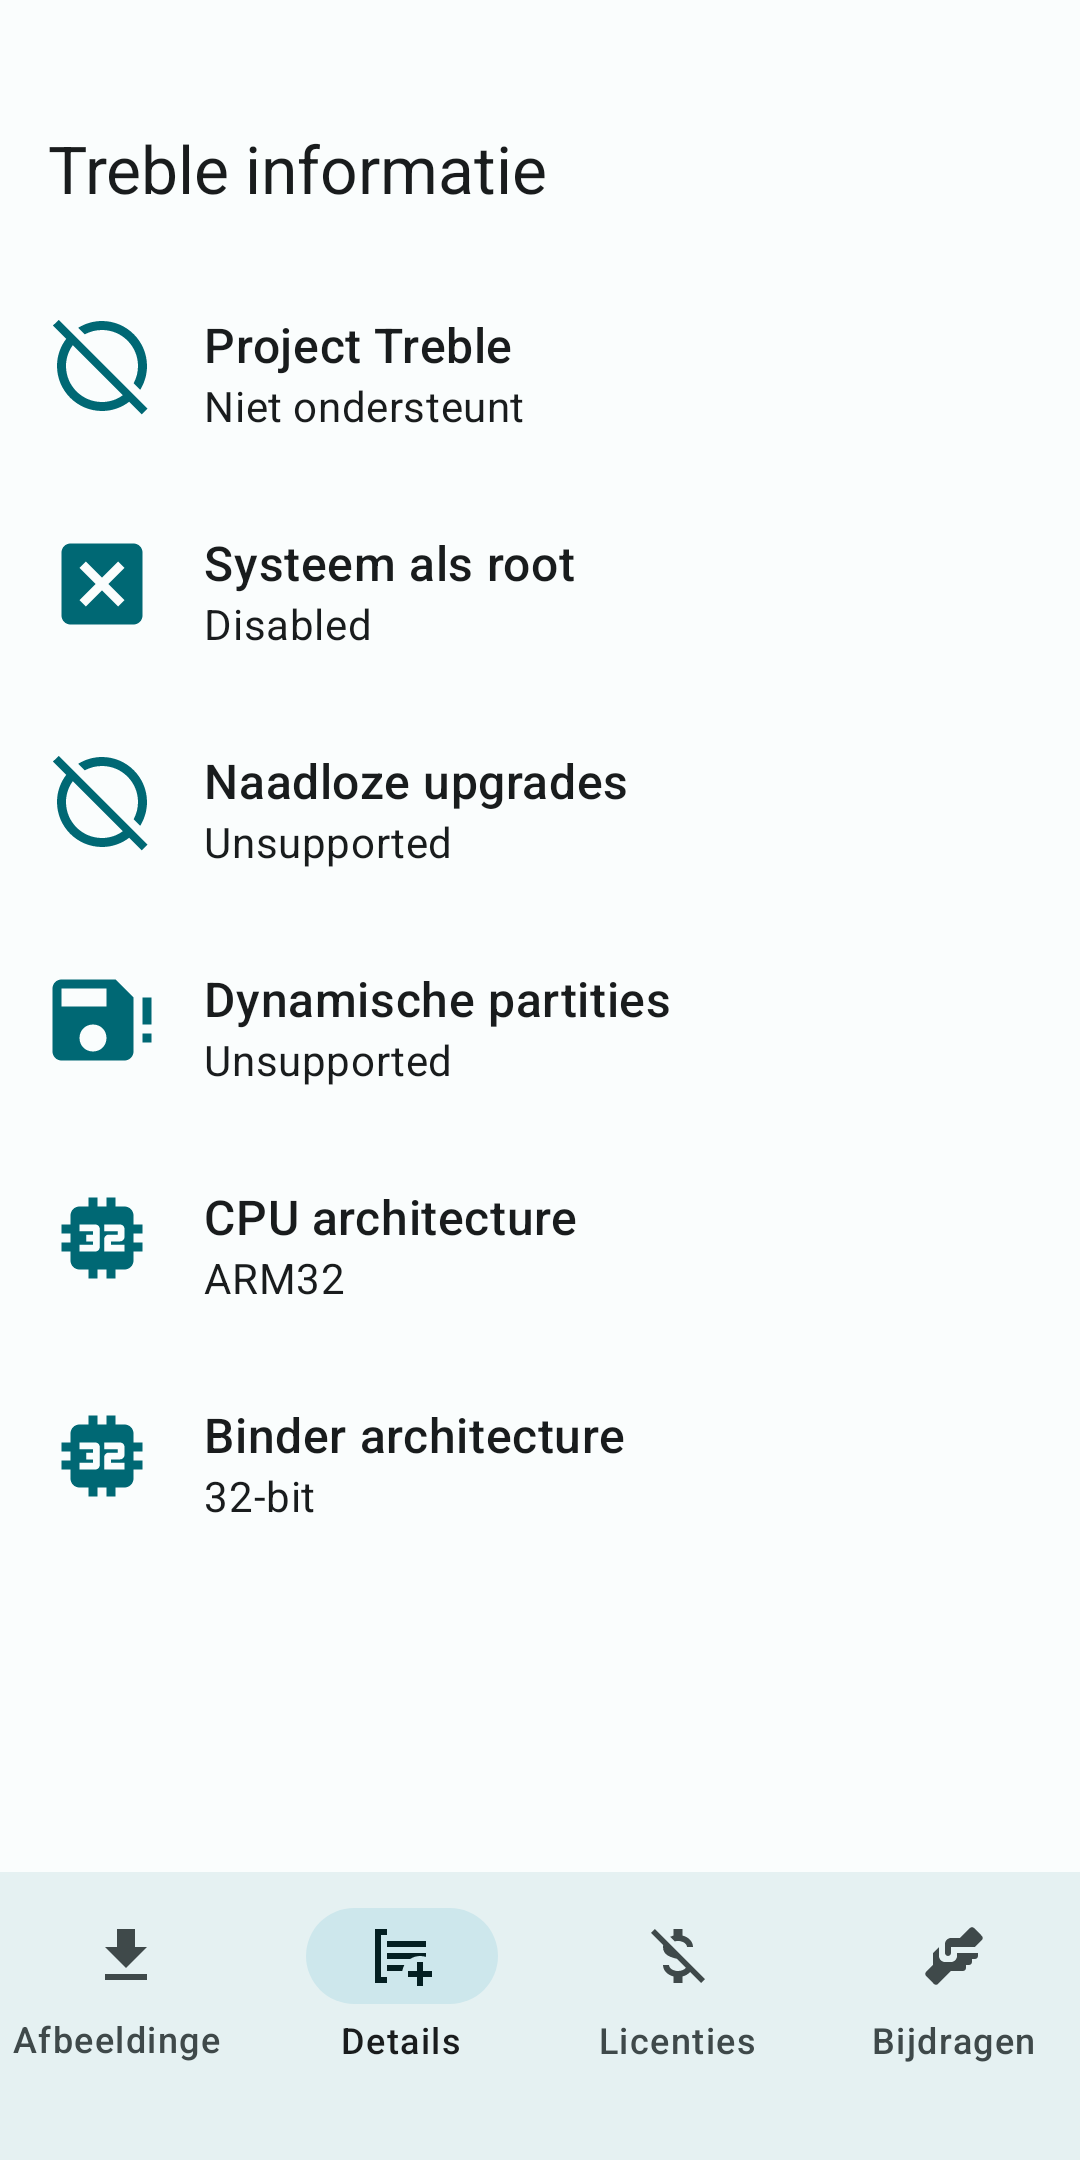 Treble informatie
Project Treble
Niet ondersteunt
Systeem als root
Disabled
Naadloze upgrades
Unsupported
Dynamische partities
Unsupported
32
CPU architecture
ARM32
32
Binder architecture
32-bit
Afbeeldinge
Details
Licenties
Bijdragen